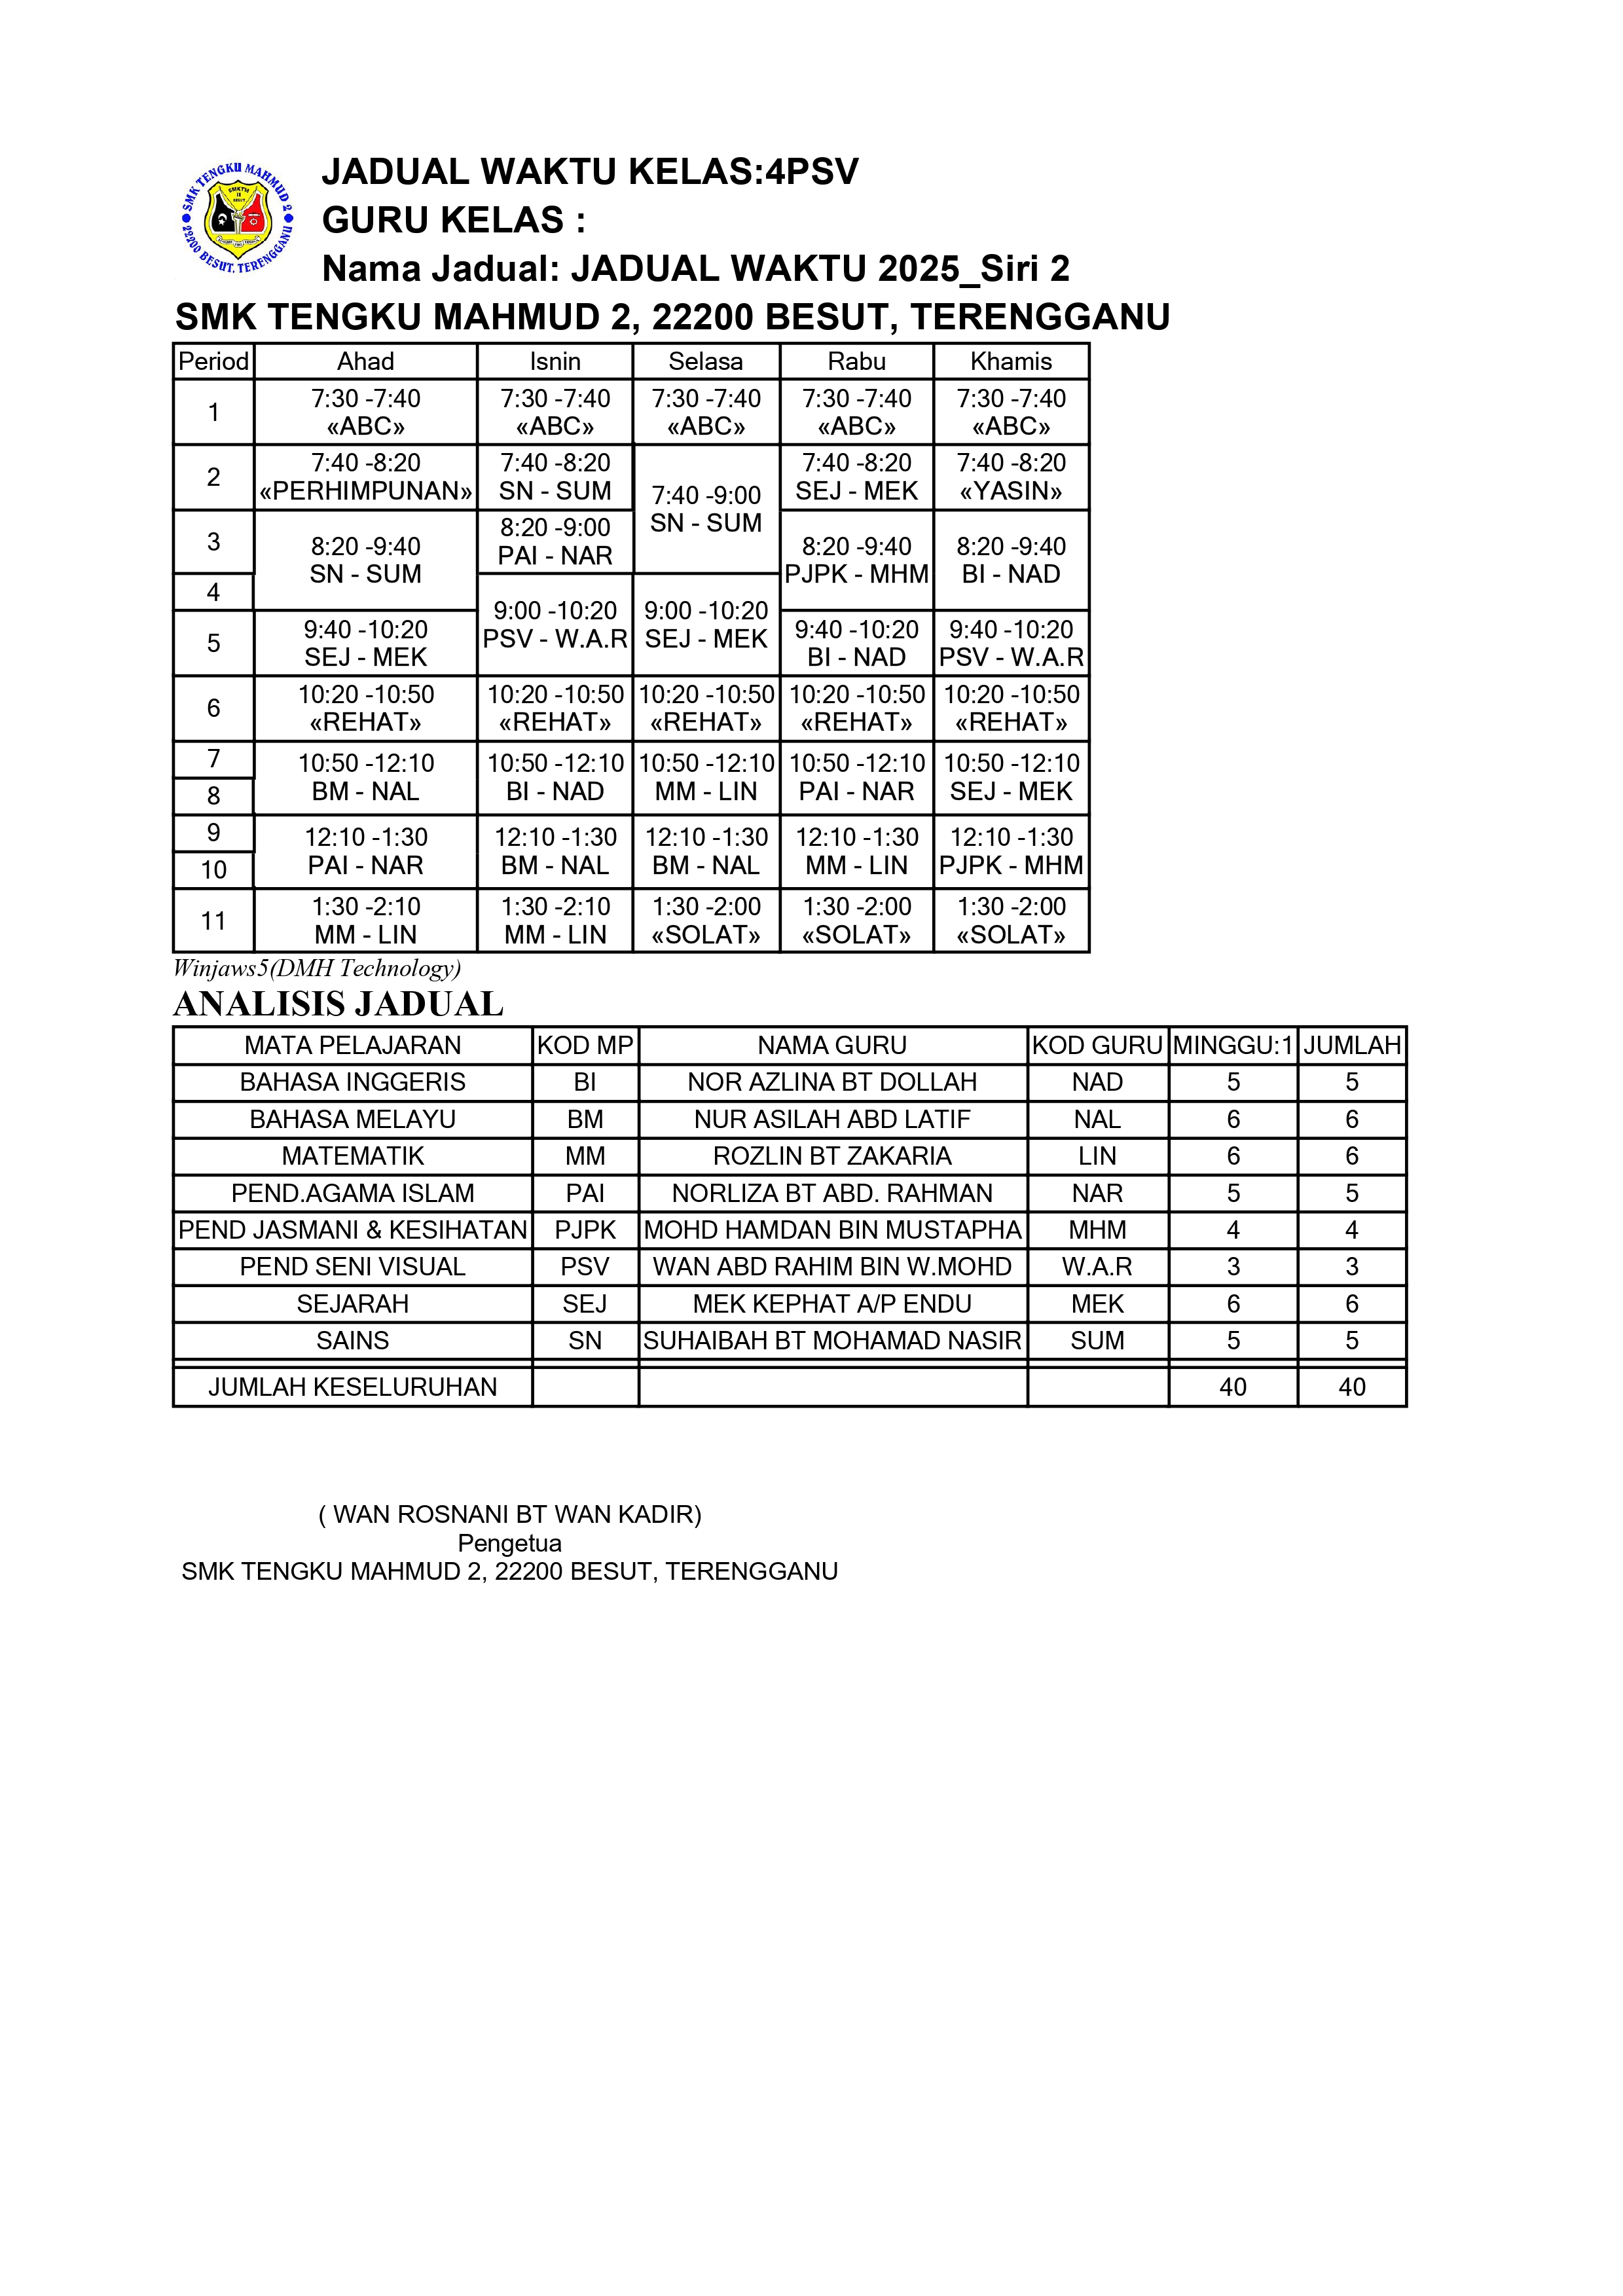 SMK TENGKU MAHMUD 2
22200 BESUT, TERENGGANU
JADUAL WAKTU KELAS:4PSV
GURU KELAS :
Nama Jadual: JADUAL WAKTU 2025_Siri 2
SMK TENGKU MAHMUD 2, 22200 BESUT, TERENGGANU
Period Ahad Isnin Selasa Rabu Khamis
1 7:30 -7:40 «ABC» 7:30 -7:40 «ABC» 7:30 -7:40 «ABC» 7:30 -7:40 «ABC» 7:30 -7:40 «ABC»
2 7:40 -8:20 «PERHIMPUNAN» 7:40 -8:20 SN - SUM 7:40 -9:00 SN - SUM 7:40 -8:20 SEJ - MEK 7:40 -8:20 «YASIN»
3 8:20 -9:40 SN - SUM 8:20 -9:00 PAI - NAR 8:20 -9:40 PJPK - MHM 8:20 -9:40 BI - NAD
4 9:00 -10:20 PSV - W.A.R 9:00 -10:20 SEJ - MEK
5 9:40 -10:20 SEJ - MEK 9:40 -10:20 BI - NAD 9:40 -10:20 PSV - W.A.R
6 10:20 -10:50 «REHAT» 10:20 -10:50 «REHAT» 10:20 -10:50 «REHAT» 10:20 -10:50 «REHAT» 10:20 -10:50 «REHAT»
7 10:50 -12:10 BM - NAL 10:50 -12:10 BI - NAD 10:50 -12:10 MM - LIN 10:50 -12:10 PAI - NAR 10:50 -12:10 SEJ - MEK
8
9 12:10 -1:30 PAI - NAR 12:10 -1:30 BM - NAL 12:10 -1:30 BM - NAL 12:10 -1:30 MM - LIN 12:10 -1:30 PJPK - MHM
10
11 1:30 -2:10 MM - LIN 1:30 -2:10 MM - LIN 1:30 -2:00 «SOLAT» 1:30 -2:00 «SOLAT» 1:30 -2:00 «SOLAT»
Winjaws5(DMH Technology)
ANALISIS JADUAL
MATA PELAJARAN KOD MP NAMA GURU KOD GURU MINGGU:1 JUMLAH
BAHASA INGGERIS BI NOR AZLINA BT DOLLAH NAD 5 5
BAHASA MELAYU BM NUR ASILAH ABD LATIF NAL 6 6
MATEMATIK MM ROZLIN BT ZAKARIA LIN 6 6
PEND.AGAMA ISLAM PAI NORLIZA BT ABD. RAHMAN NAR 5 5
PEND JASMANI & KESIHATAN PJPK MOHD HAMDAN BIN MUSTAPHA MHM 4 4
PEND SENI VISUAL PSV WAN ABD RAHIM BIN W.MOHD W.A.R 3 3
SEJARAH SEJ MEK KEPHAT A/P ENDU MEK 6 6
SAINS SN SUHAIBAH BT MOHAMAD NASIR SUM 5 5
JUMLAH KESELURUHAN 40 40
( WAN ROSNANI BT WAN KADIR)
Pengetua
SMK TENGKU MAHMUD 2, 22200 BESUT, TERENGGANU